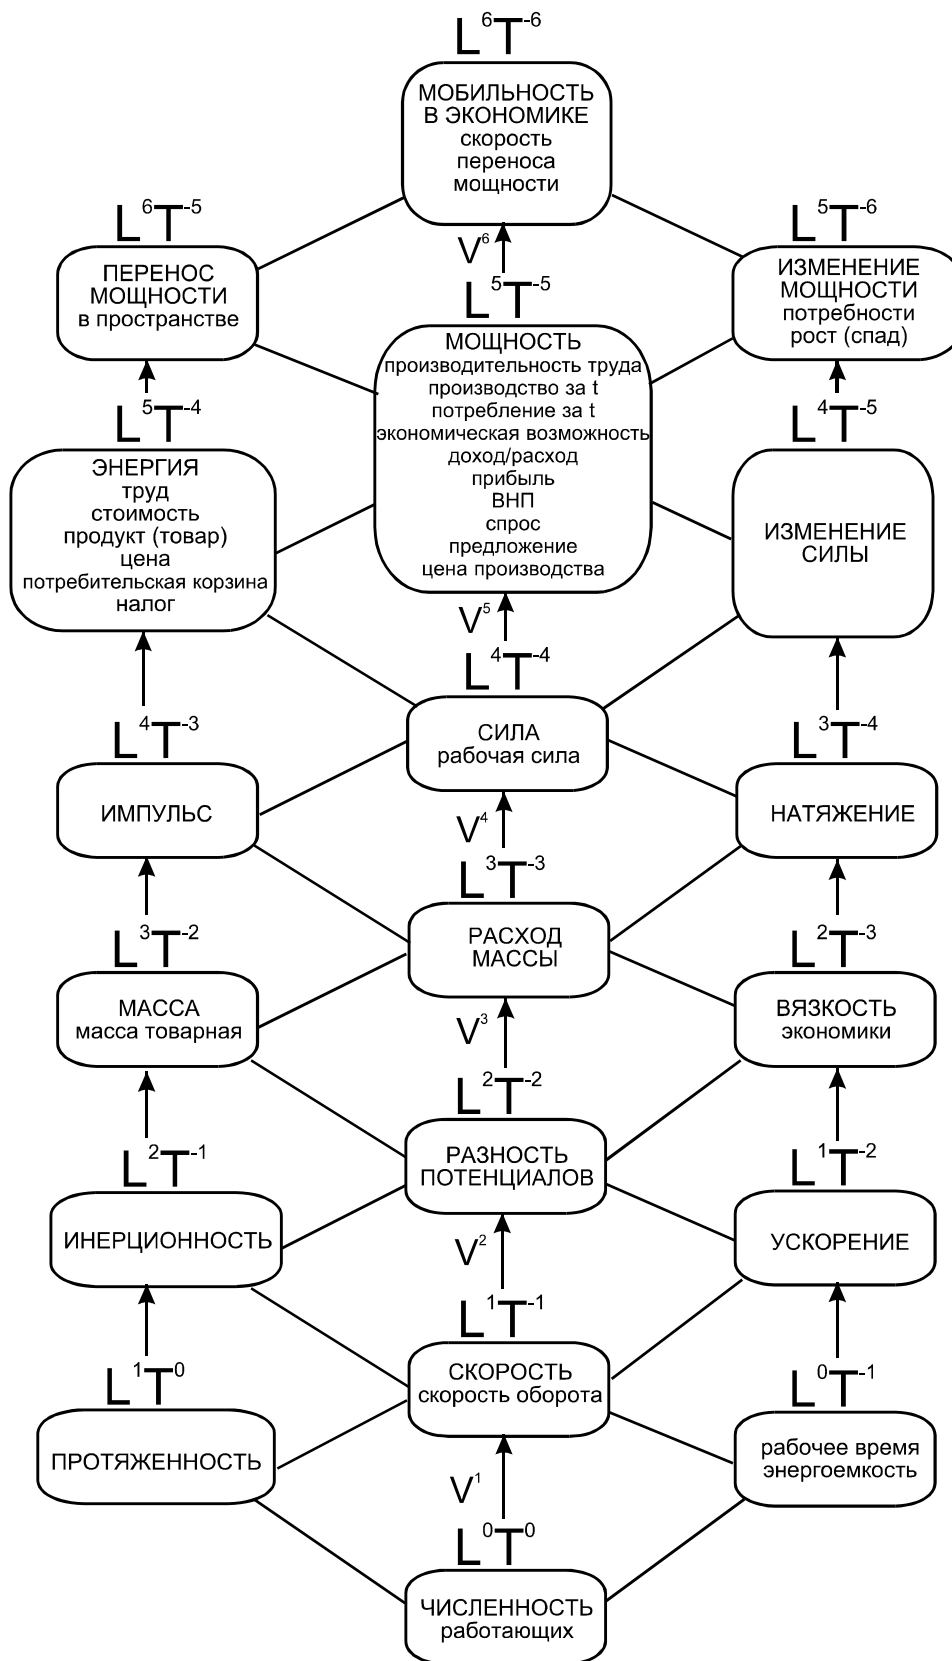 L⁶T⁻⁶
МОБИЛЬНОСТЬ
В ЭКОНОМИКЕ
скорость
переноса
мощности
L⁶T⁻⁵
ПЕРЕНОС
МОЩНОСТИ
в пространстве
V⁶
L⁵T⁻⁶
ИЗМЕНЕНИЕ
МОЩНОСТИ
потребности
рост (спад)
L⁵T⁻⁵
МОЩНОСТЬ
производительность труда
производство за t
потребление за t
экономическая возможность
доход/расход
прибыль
ВНП
спрос
предложение
цена производства
L⁵T⁻⁴
ЭНЕРГИЯ
труд
стоимость
продукт (товар)
цена
потребительская корзина
налог
L⁴T⁻⁵
ИЗМЕНЕНИЕ
СИЛЫ
V⁵
L⁴T⁻⁴
СИЛА
рабочая сила
L⁴T⁻³
ИМПУЛЬС
L³T⁻⁴
НАТЯЖЕНИЕ
V⁴
L³T⁻³
РАСХОД
МАССЫ
L³T⁻²
МАССА
масса товарная
L²T⁻³
ВЯЗКОСТЬ
экономики
V³
L²T⁻²
РАЗНОСТЬ
ПОТЕНЦИАЛОВ
L²T⁻¹
ИНЕРЦИОННОСТЬ
L¹T⁻²
УСКОРЕНИЕ
V²
L¹T⁻¹
СКОРОСТЬ
скорость оборота
L¹T⁰
ПРОТЯЖЕННОСТЬ
L⁰T⁻¹
рабочее время
энергоемкость
V¹
L⁰T⁰
ЧИСЛЕННОСТЬ
работающих